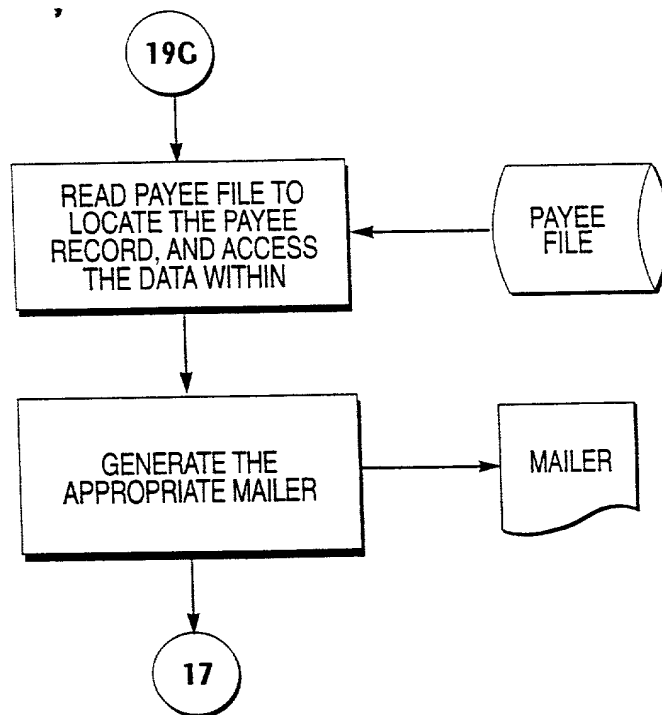 19G
READ PAYEE FILE TO
LOCATE THE PAYEE
RECORD, AND ACCESS
THE DATA WITHIN
PAYEE
FILE
GENERATE THE
APPROPRIATE MAILER
MAILER
17